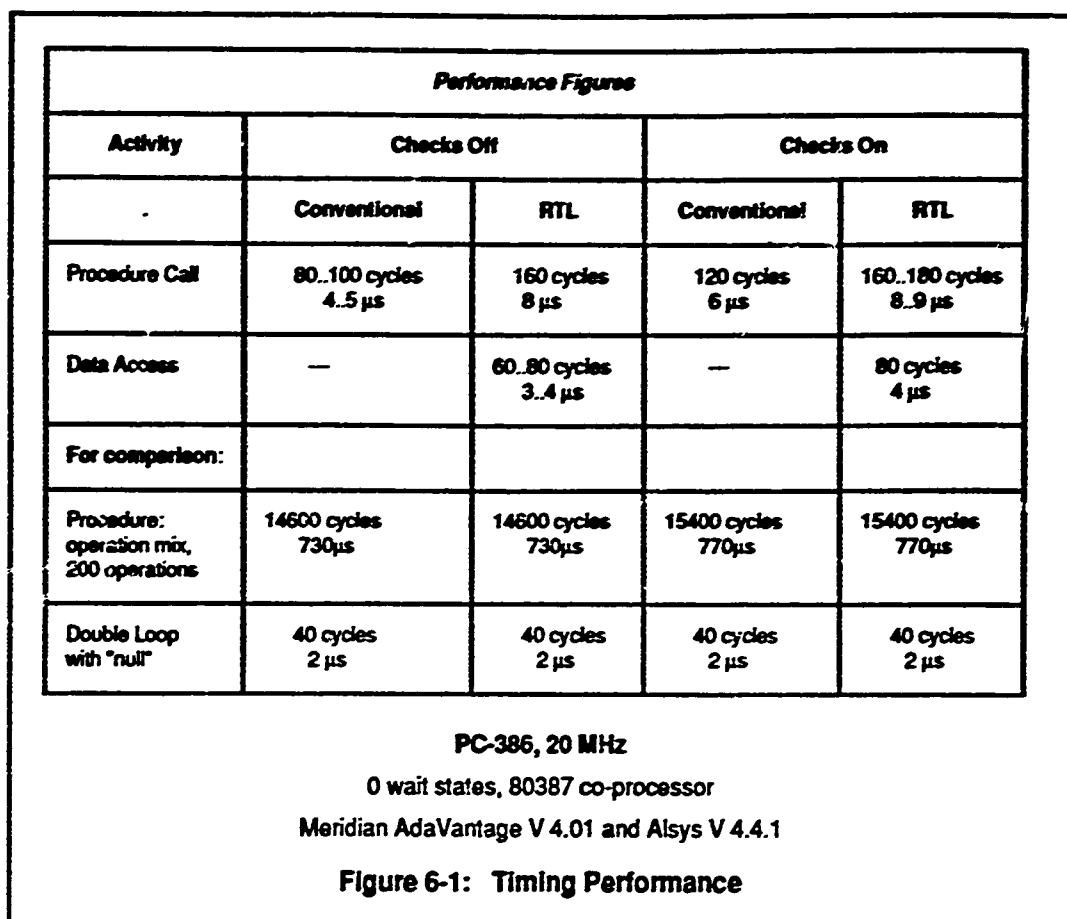 Performance Figures
Activity Checks Off Checks On
Conventional RTL Conventional RTL
Procedure Call 80..100 cycles 160 cycles 120 cycles 160..180 cycles
4..5 µs 8 µs 6 µs 8..9 µs
Data Access — 60..80 cycles — 80 cycles
3..4 µs 4 µs
For comparison:
Procedure: 14600 cycles 14600 cycles 15400 cycles 15400 cycles
operation mix, 730µs 730µs 770µs 770µs
200 operations
Double Loop 40 cycles 40 cycles 40 cycles 40 cycles
with "null" 2 µs 2 µs 2 µs 2 µs
PC-386, 20 MHz
0 wait states, 80387 co-processor
Meridian AdaVantage V 4.01 and Alsys V 4.4.1
Figure 6-1: Timing Performance